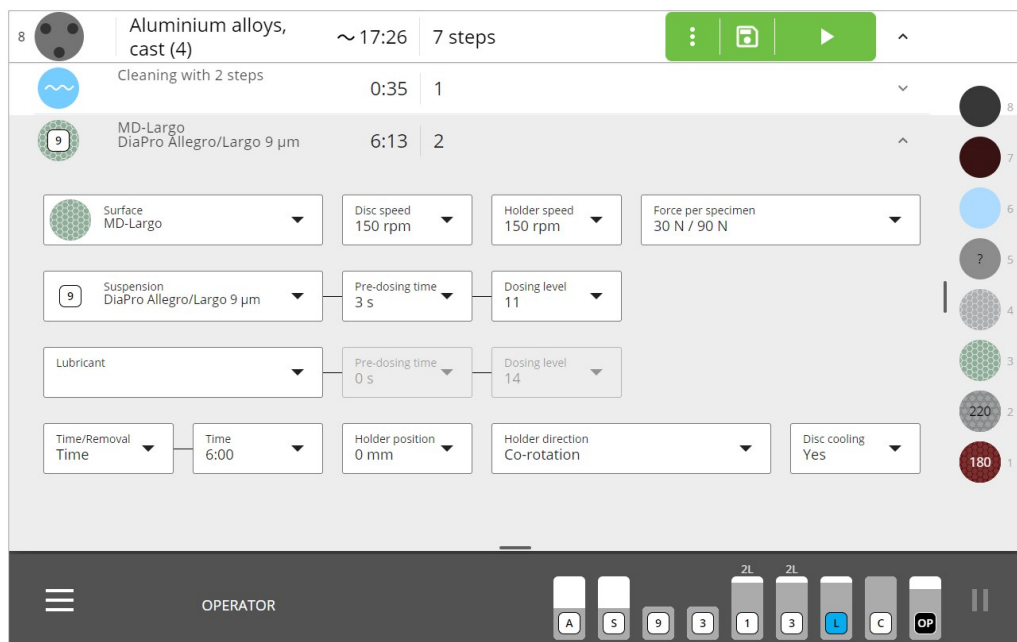 8
Aluminium alloys,
cast (4)
~ 17:26
7 steps
Cleaning with 2 steps
0:35
1
9
MD-Largo
DiaPro Allegro/Largo 9 µm
6:13
2
Surface
MD-Largo
Disc speed
150 rpm
Holder speed
150 rpm
Force per specimen
30 N / 90 N
9
Suspension
DiaPro Allegro/Largo 9 µm
Pre-dosing time
3 s
Dosing level
11
Lubricant
Pre-dosing time
0 s
Dosing level
14
Time/Removal
Time
Time
6:00
Holder position
0 mm
Holder direction
Co-rotation
Disc cooling
Yes
8
7
6
? 5
4
3
220 2
180 1
OPERATOR
2L 2L
A S 9 3 1 3 L C OP